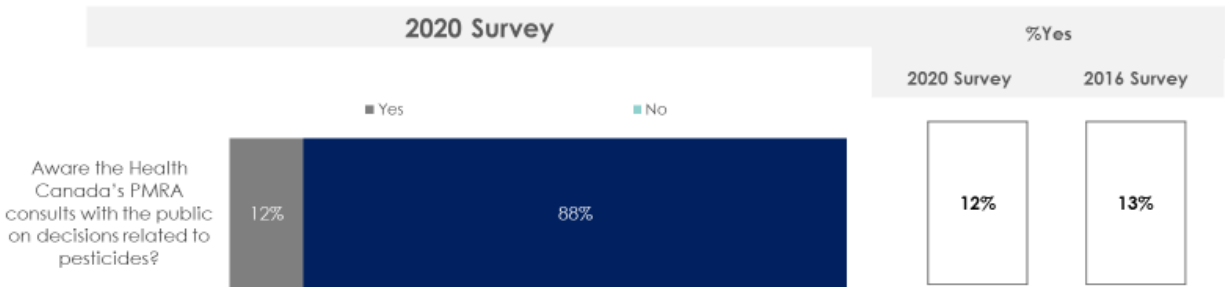 2020 Survey
%Yes
2020 Survey
2016 Survey
Yes
No
Aware the Health
Canada's PMRA
consults with the public
on decisions related to
pesticides?
12%
88%
12%
13%